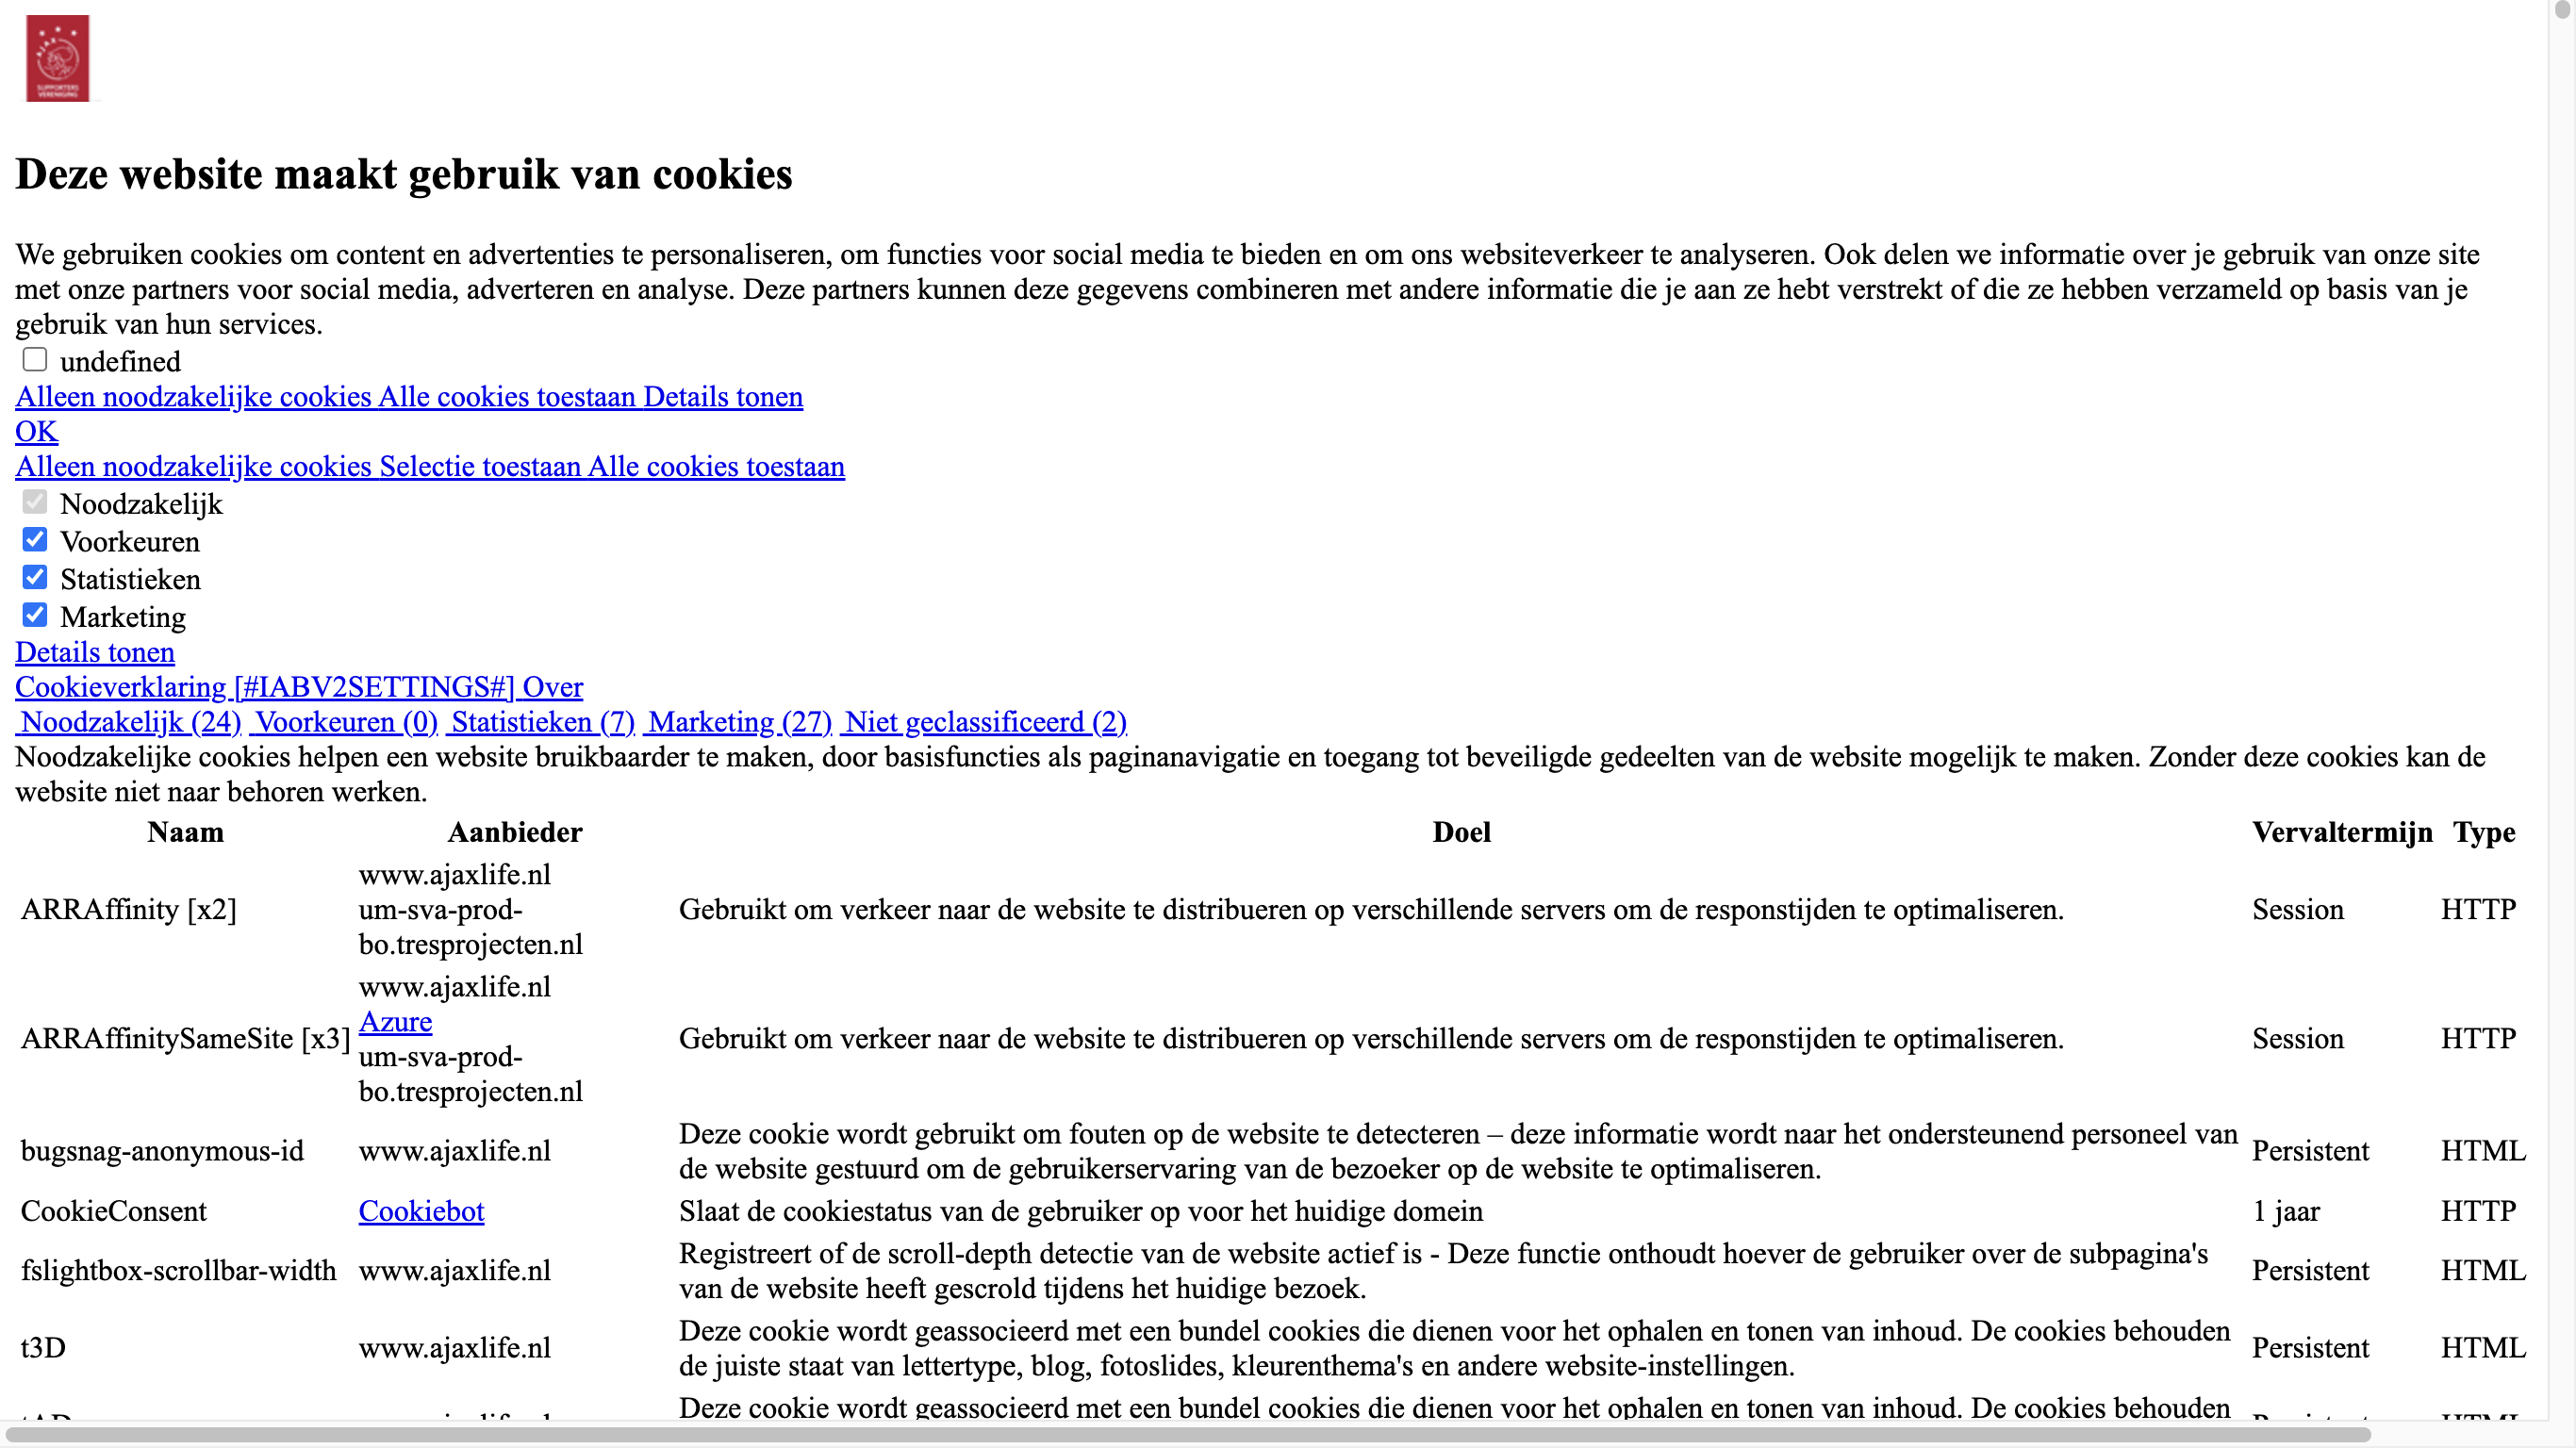 AJAX
SUPPORTERS
VERENIGING
Deze website maakt gebruik van cookies
We gebruiken cookies om content en advertenties te personaliseren, om functies voor social media te bieden en om ons websiteverkeer te analyseren. Ook delen we informatie over je gebruik van onze site
met onze partners voor social media, adverteren en analyse. Deze partners kunnen deze gegevens combineren met andere informatie die je aan ze hebt verstrekt of die ze hebben verzameld op basis van je
gebruik van hun services.
undefined
Alleen noodzakelijke cookies Alle cookies toestaan Details tonen
OK
Alleen noodzakelijke cookies Selectie toestaan Alle cookies toestaan
Noodzakelijk
Voorkeuren
Statistieken
Marketing
Details tonen
Cookieverklaring [#IABV2SETTINGS#] Over
Noodzakelijk (24) Voorkeuren (0) Statistieken (7) Marketing (27) Niet geclassificeerd (2)
Noodzakelijke cookies helpen een website bruikbaarder te maken, door basisfuncties als paginanavigatie en toegang tot beveiligde gedeelten van de website mogelijk te maken. Zonder deze cookies kan de
website niet naar behoren werken.
Naam Aanbieder Doel Vervaltermijn Type
www.ajaxlife.nl
um-sva-prod-
bo.tresprojecten.nl
ARRAffinity [x2] Gebruikt om verkeer naar de website te distribueren op verschillende servers om de responstijden te optimaliseren. Session HTTP
www.ajaxlife.nl
Azure
um-sva-prod-
bo.tresprojecten.nl
ARRAffinitySameSite [x3] Gebruikt om verkeer naar de website te distribueren op verschillende servers om de responstijden te optimaliseren. Session HTTP
bugsnag-anonymous-id www.ajaxlife.nl Deze cookie wordt gebruikt om fouten op de website te detecteren – deze informatie wordt naar het ondersteunend personeel van
de website gestuurd om de gebruikerservaring van de bezoeker op de website te optimaliseren. Persistent HTML
CookieConsent Cookiebot Slaat de cookiestatus van de gebruiker op voor het huidige domein 1 jaar HTTP
fslightbox-scrollbar-width www.ajaxlife.nl Registreert of de scroll-depth detectie van de website actief is - Deze functie onthoudt hoever de gebruiker over de subpagina's
van de website heeft gescrold tijdens het huidige bezoek. Persistent HTML
t3D www.ajaxlife.nl Deze cookie wordt geassocieerd met een bundel cookies die dienen voor het ophalen en tonen van inhoud. De cookies behouden
de juiste staat van lettertype, blog, fotoslides, kleurenthema's en andere website-instellingen. Persistent HTML
Deze cookie wordt geassocieerd met een bundel cookies die dienen voor het ophalen en tonen van inhoud. De cookies behouden